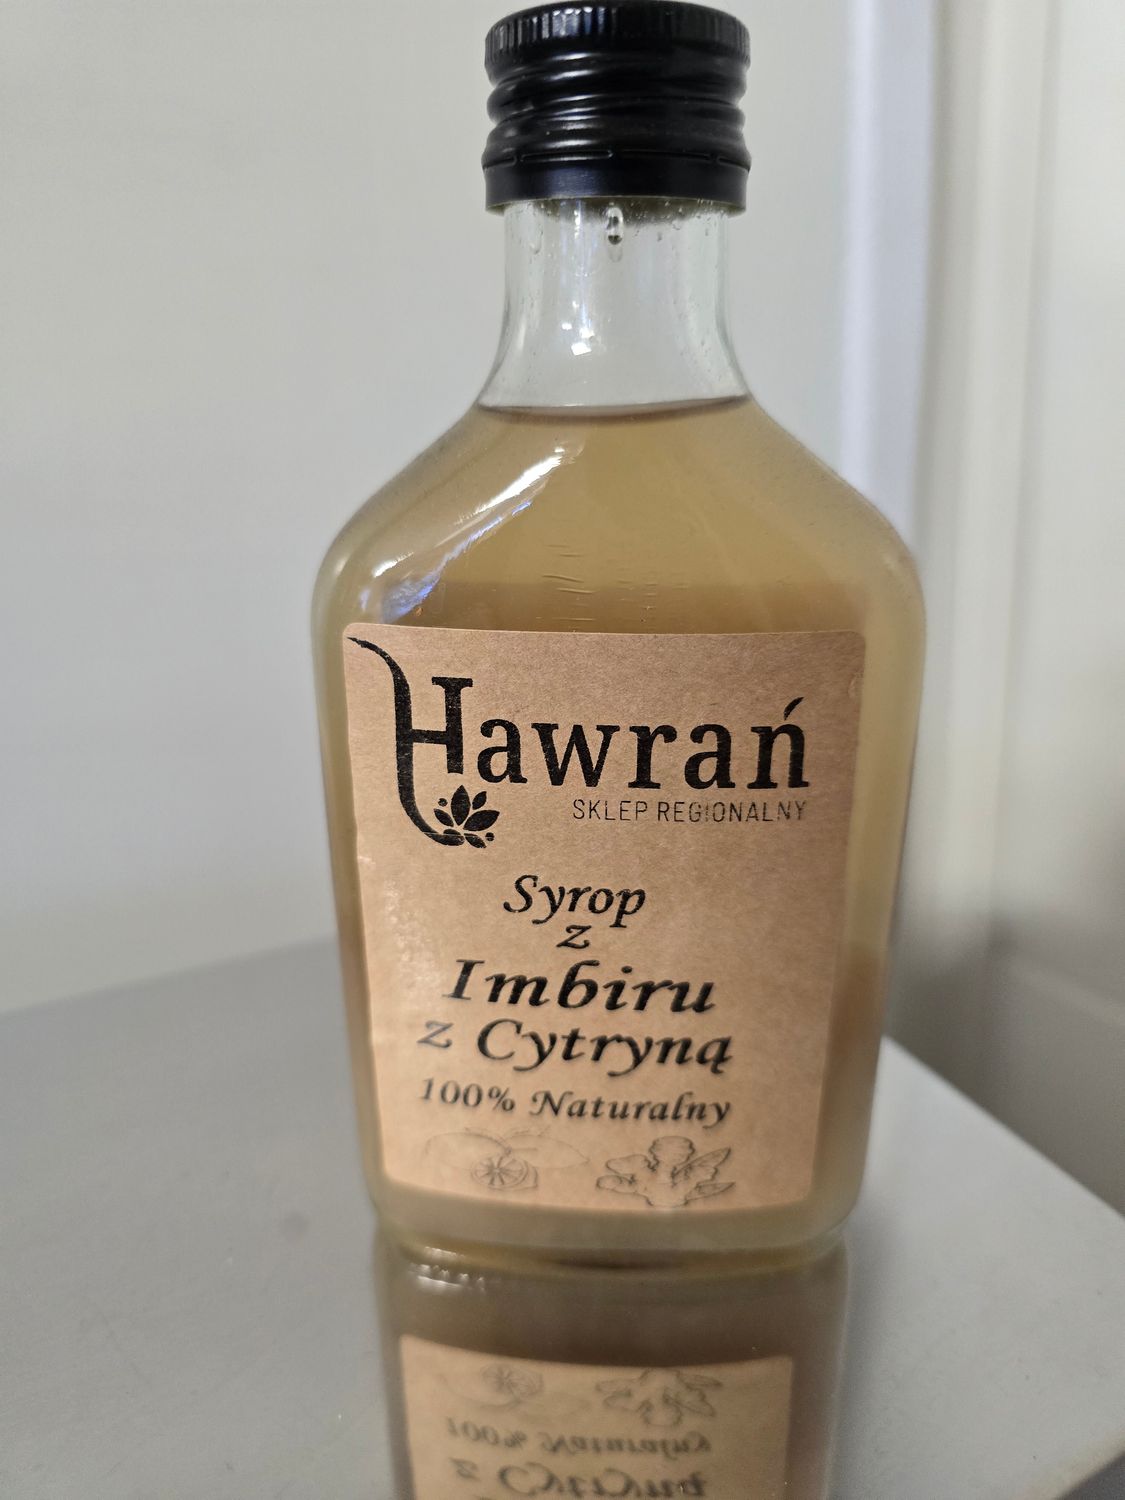 Hawrań
SKLEP REGIONALNY
Syrop
z
Imbiru
z Cytryną
100% Naturalny